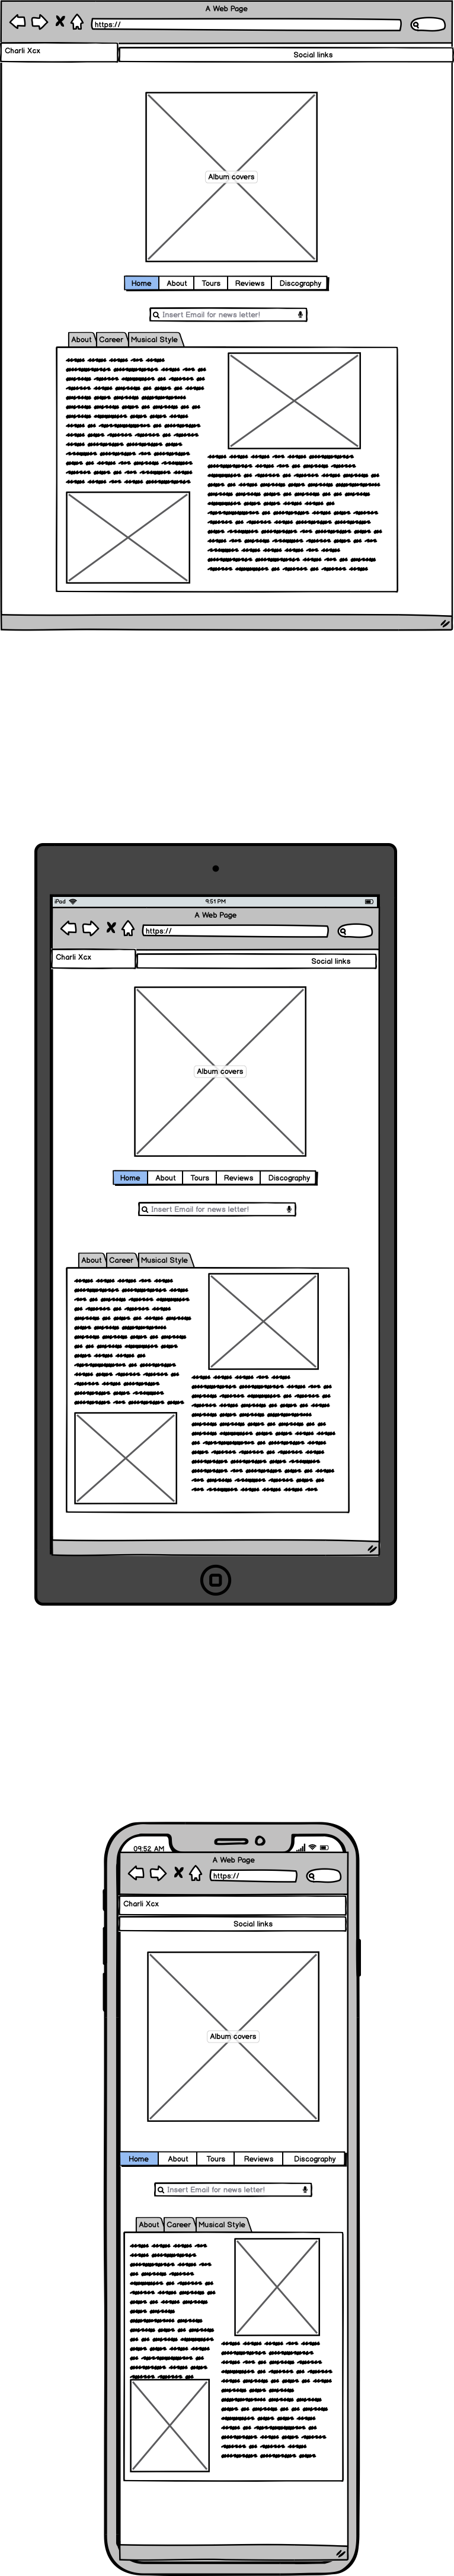 A Web Page
https://
Charli Xcx
Social links
Album covers
Home About Tours Reviews Discography
Insert Email for news letter!
About Career Musical Style
iPad 9:51 PM
A Web Page
https://
Charli Xcx
Social links
Album covers
Home About Tours Reviews Discography
Insert Email for news letter!
About Career Musical Style
09:52 AM
A Web Page
https://
Charli Xcx
Social links
Album covers
Home About Tours Reviews Discography
Insert Email for news letter!
About Career Musical Style